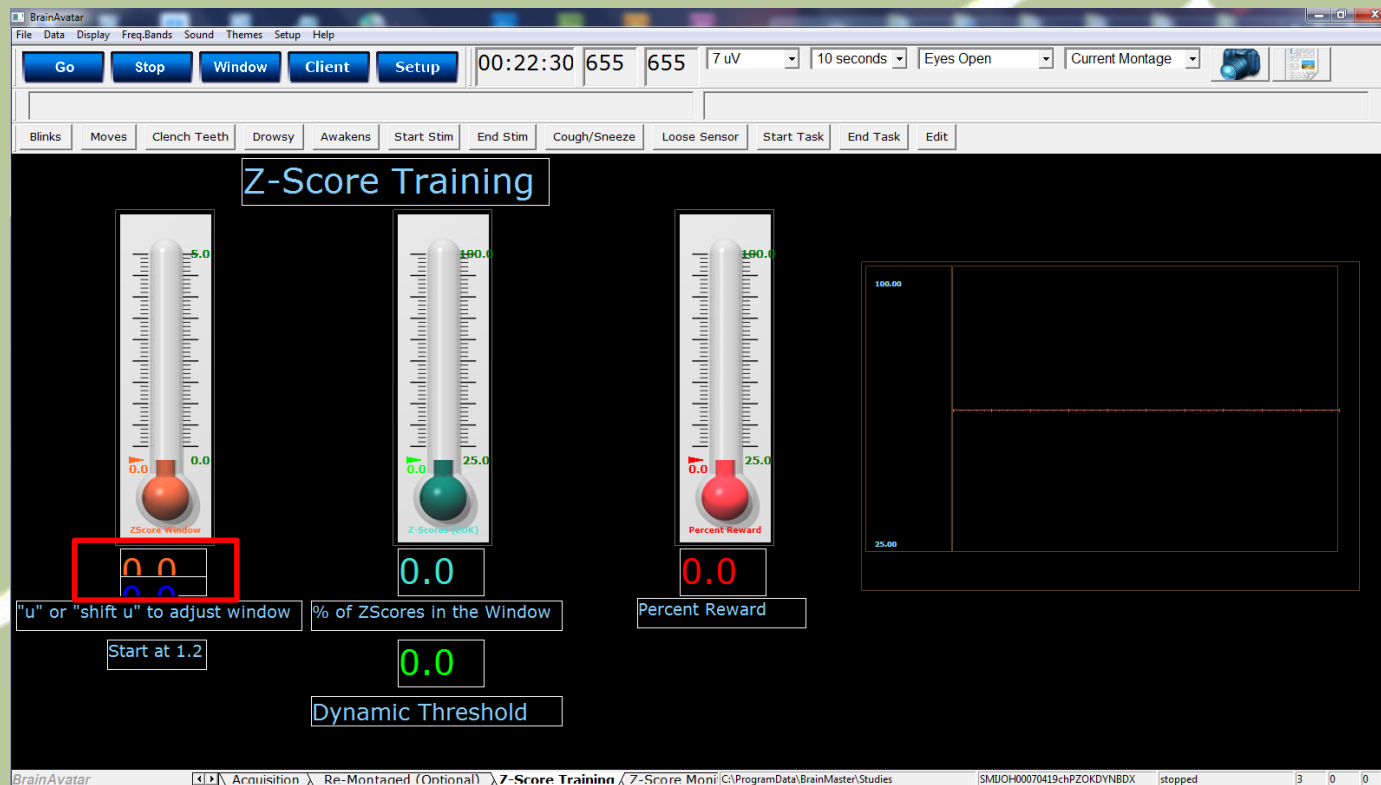 BrainAvatar
File Data Display Freq.Bands Sound Themes Setup Help
Go Stop Window Client Setup 00:22:30 655 655 7 uV 10 seconds Eyes Open Current Montage
Blinks Moves Clench Teeth Drowsy Awakens Start Stim End Stim Cough/Sneeze Loose Sensor Start Task End Task Edit
Z-Score Training
5.0 100.0 100.0
100.00
0.0 0.0 0.0 25.0 0.0 25.0
ZScore Window Z-Scores (ZOK) Percent Reward
25.00
0.0 0.0 0.0
0.0
"u" or "shift u" to adjust window % of ZScores in the Window Percent Reward
Start at 1.2 0.0
Dynamic Threshold
BrainAvatar Acquisition Re-Montaged (Optional) Z-Score Training Z-Score Moni C:\ProgramData\BrainMaster\Studies SMIJOH00070419chPZOKDYNBDX stopped 3 0 0